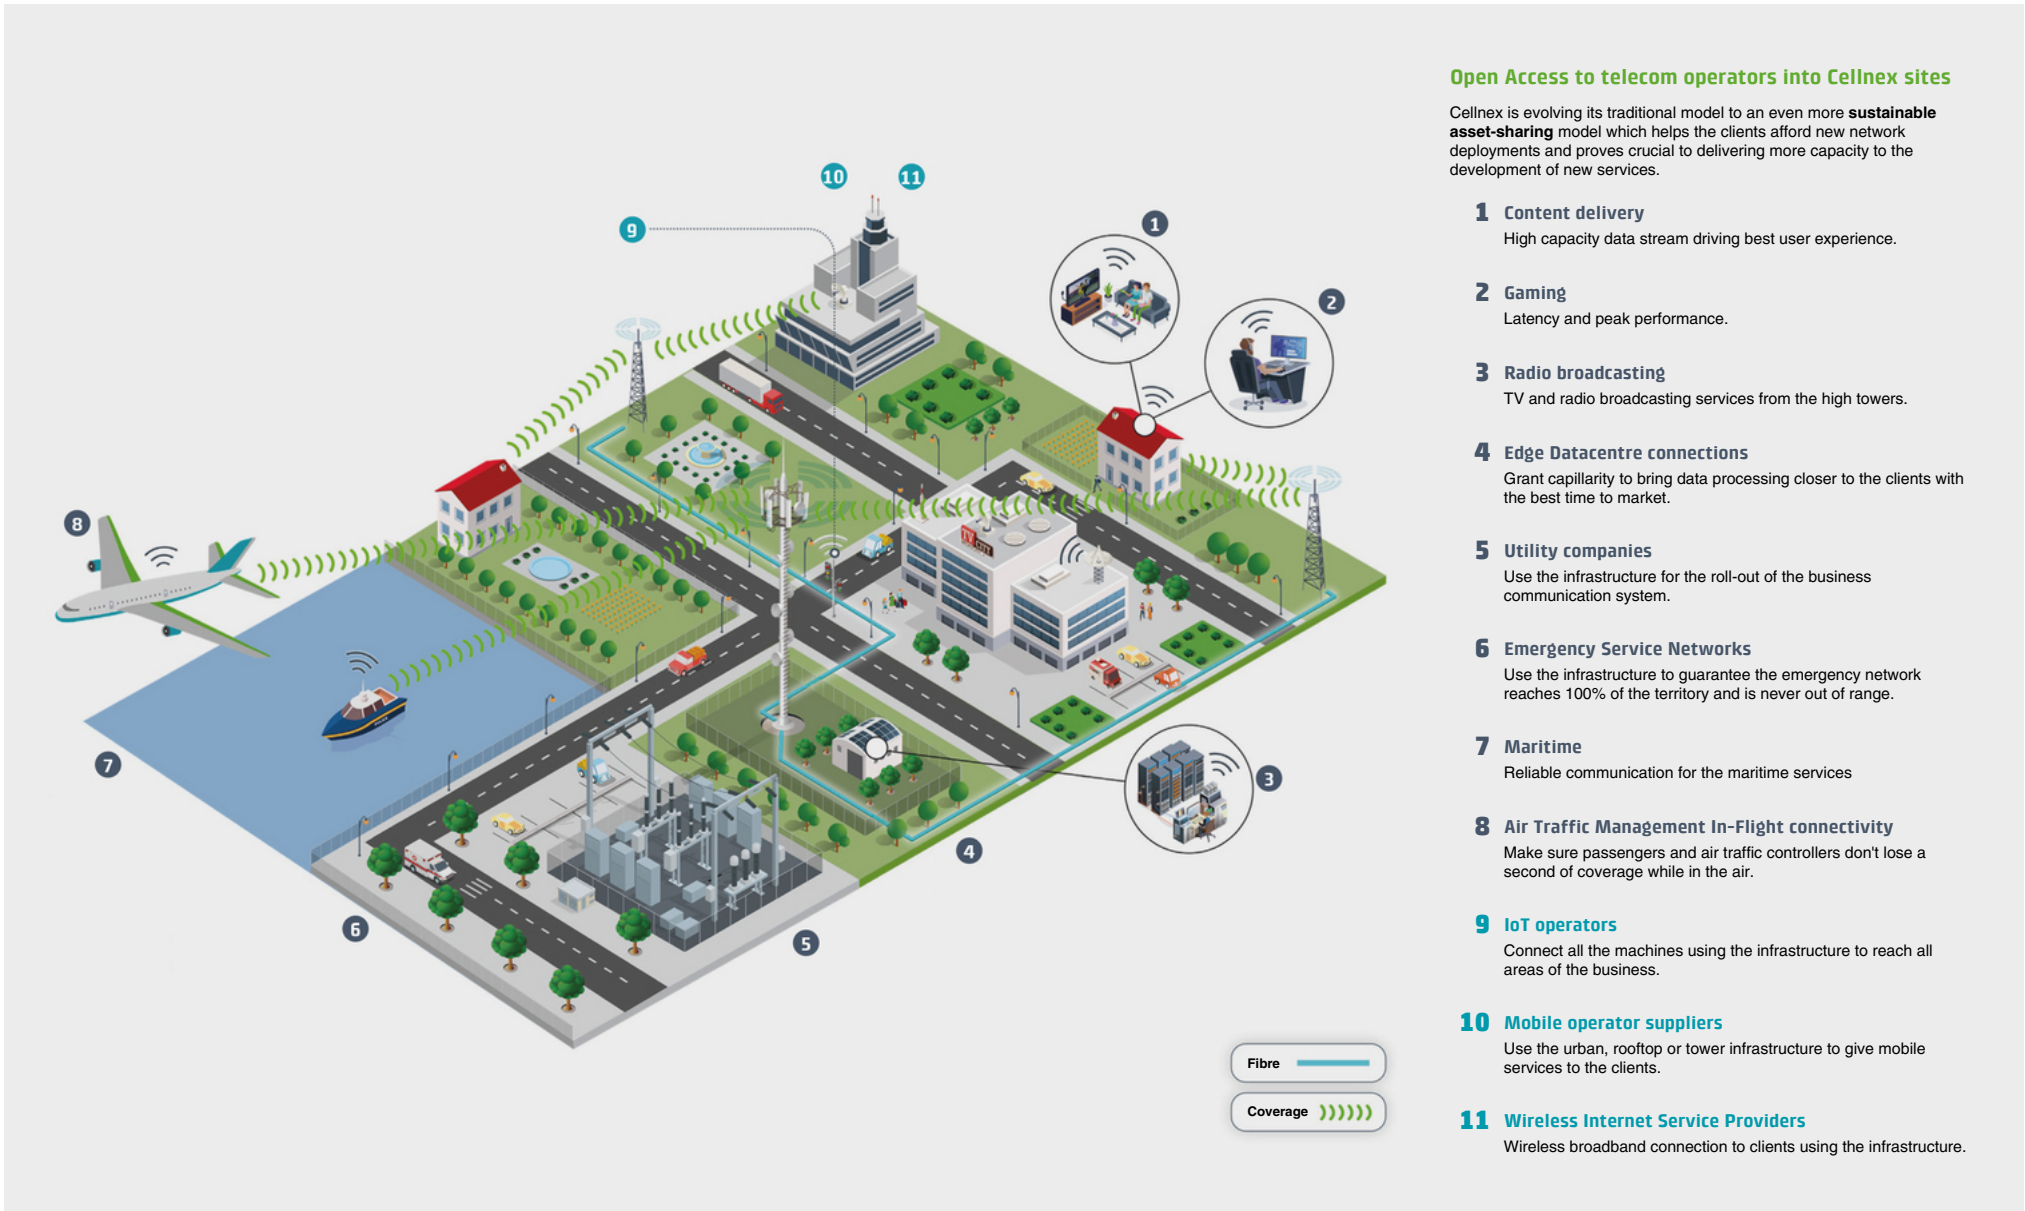 Open Access to telecom operators into Cellnex sites
Cellnex is evolving its traditional model to an even more sustainable
asset-sharing model which helps the clients afford new network
deployments and proves crucial to delivering more capacity to the
development of new services.
1 Content delivery
High capacity data stream driving best user experience.
2 Gaming
Latency and peak performance.
3 Radio broadcasting
TV and radio broadcasting services from the high towers.
4 Edge Datacentre connections
Grant capillarity to bring data processing closer to the clients with
the best time to market.
5 Utility companies
Use the infrastructure for the roll-out of the business
communication system.
6 Emergency Service Networks
Use the infrastructure to guarantee the emergency network
reaches 100% of the territory and is never out of range.
7 Maritime
Reliable communication for the maritime services
8 Air Traffic Management In-Flight connectivity
Make sure passengers and air traffic controllers don't lose a
second of coverage while in the air.
9 IoT operators
Connect all the machines using the infrastructure to reach all
areas of the business.
10 Mobile operator suppliers
Use the urban, rooftop or tower infrastructure to give mobile
services to the clients.
11 Wireless Internet Service Providers
Wireless broadband connection to clients using the infrastructure.
10
11
9
1
2
8
TV CITY
7
3
4
6
5
Fibre
Coverage